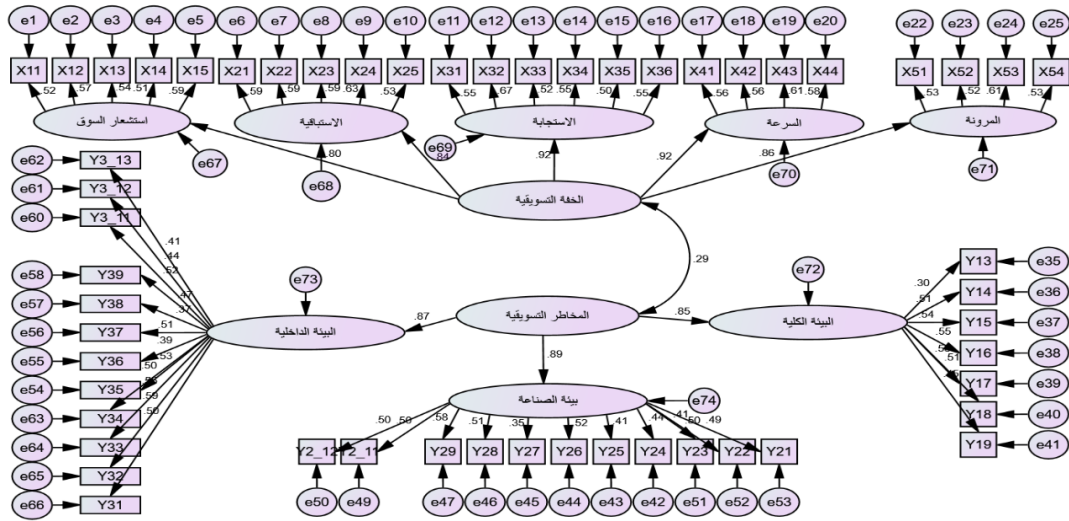 e1 e2 e3 e4 e5 e6 e7 e8 e9 e10 e11 e12 e13 e14 e15 e16 e17 e18 e19 e20 e22 e23 e24 e25
X11 X12 X13 X14 X15 X21 X22 X23 X24 X25 X31 X32 X33 X34 X35 X36 X41 X42 X43 X44 X51 X52 X53 X54
.52 .57 .54 .51 .59 .59 .59 .59 .63 .53 .55 .67 .52 .55 .50 .55 .56 .56 .61 .58 .53 .52 .61 .53
استشعار السوق
الاستباقية
الاستجابة
السرعة
المرونة
e67 e68 e69 e70 e71
.80 .84 .92 .92 .86
الخفة التسويقية
.29
e62 Y3_13
e61 Y3_12
e60 Y3_11
e58 Y39
e57 Y38
e56 Y37
e55 Y36
e54 Y35
e63 Y34
e64 Y33
e65 Y32
e66 Y31
.41
.44
.52
.47
.37
.51
.39
.53
.50
.59
.50
e73
البيئة الداخلية
.87
المخاطر التسويقية
.85
e72
البيئة الكلية
.30
.51
.54
.55
.51
Y13 e35
Y14 e36
Y15 e37
Y16 e38
Y17 e39
Y18 e40
Y19 e41
.89
بيئة الصناعة
e74
.50 .58 .58 .51 .35 .52 .41 .44 .41 .50 .49
Y2_12 Y2_11 Y29 Y28 Y27 Y26 Y25 Y24 Y23 Y22 Y21
e50 e49 e47 e46 e45 e44 e43 e42 e51 e52 e53